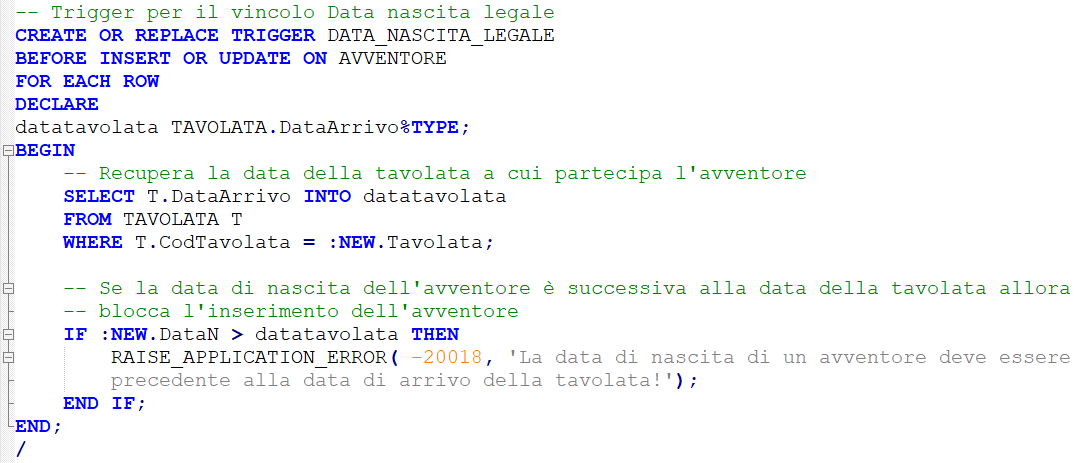 -- Trigger per il vincolo Data nascita legale
CREATE OR REPLACE TRIGGER DATA_NASCITA_LEGALE
BEFORE INSERT OR UPDATE ON AVVENTORE
FOR EACH ROW
DECLARE
datatavolata TAVOLATA.DataArrivo%TYPE;
BEGIN
    -- Recupera la data della tavolata a cui partecipa l'avventore
    SELECT T.DataArrivo INTO datatavolata
    FROM TAVOLATA T
    WHERE T.CodTavolata = :NEW.Tavolata;

    -- Se la data di nascita dell'avventore è successiva alla data della tavolata allora
    -- blocca l'inserimento dell'avventore
    IF :NEW.DataN > datatavolata THEN
        RAISE_APPLICATION_ERROR( -20018, 'La data di nascita di un avventore deve essere
        precedente alla data di arrivo della tavolata!');
    END IF;
END;
/